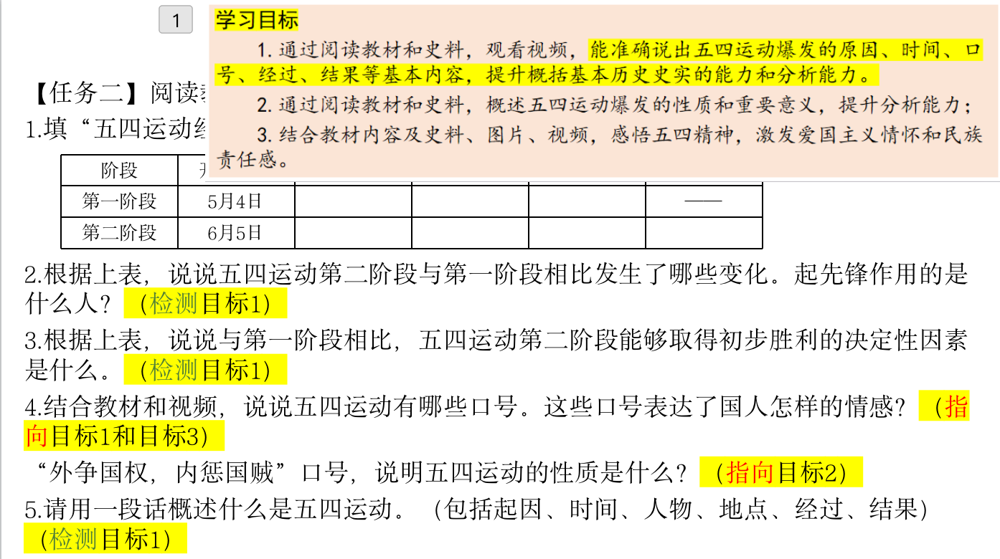 1
学习目标
1.通过阅读教材和史料，观看视频，能准确说出五四运动爆发的原因、时间、口
号、经过、结果等基本内容，提升概括基本历史史实的能力和分析能力。
2.通过阅读教材和史料，概述五四运动爆发的性质和重要意义，提升分析能力；
3.结合教材内容及史料、图片、视频，感悟五四精神，激发爱国主义情怀和民族
责任感。
【任务二】阅读
1.填“五四运动
阶段
第一阶段 5月4日 ——
第二阶段 6月5日
2.根据上表，说说五四运动第二阶段与第一阶段相比发生了哪些变化。起先锋作用的是
什么人？（检测目标1）
3.根据上表，说说与第一阶段相比，五四运动第二阶段能够取得初步胜利的决定性因素
是什么。（检测目标1）
4.结合教材和视频，说说五四运动有哪些口号。这些口号表达了国人怎样的情感？（指
向目标1和目标3）
“外争国权，内惩国贼”口号，说明五四运动的性质是什么？（指向目标2）
5.请用一段话概述什么是五四运动。（包括起因、时间、人物、地点、经过、结果）
（检测目标1）